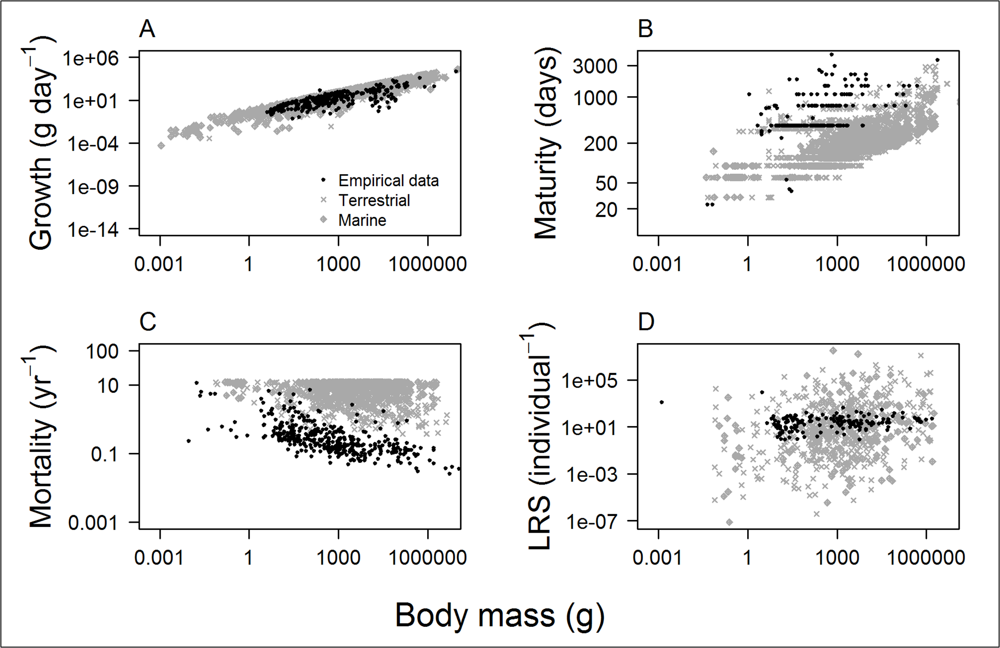 A
Growth (g day⁻¹)
1e+06
1e+01
1e-04
1e-09
1e-14
Empirical data
Terrestrial
Marine
0.001 1 1000 1000000
B
Maturity (days)
3000
1000
200
50
20
0.001 1 1000 1000000
C
Mortality (yr⁻¹)
100
10
0.1
0.001
0.001 1 1000 1000000
D
LRS (individual⁻¹)
1e+05
1e+01
1e-03
1e-07
0.001 1 1000 1000000
Body mass (g)